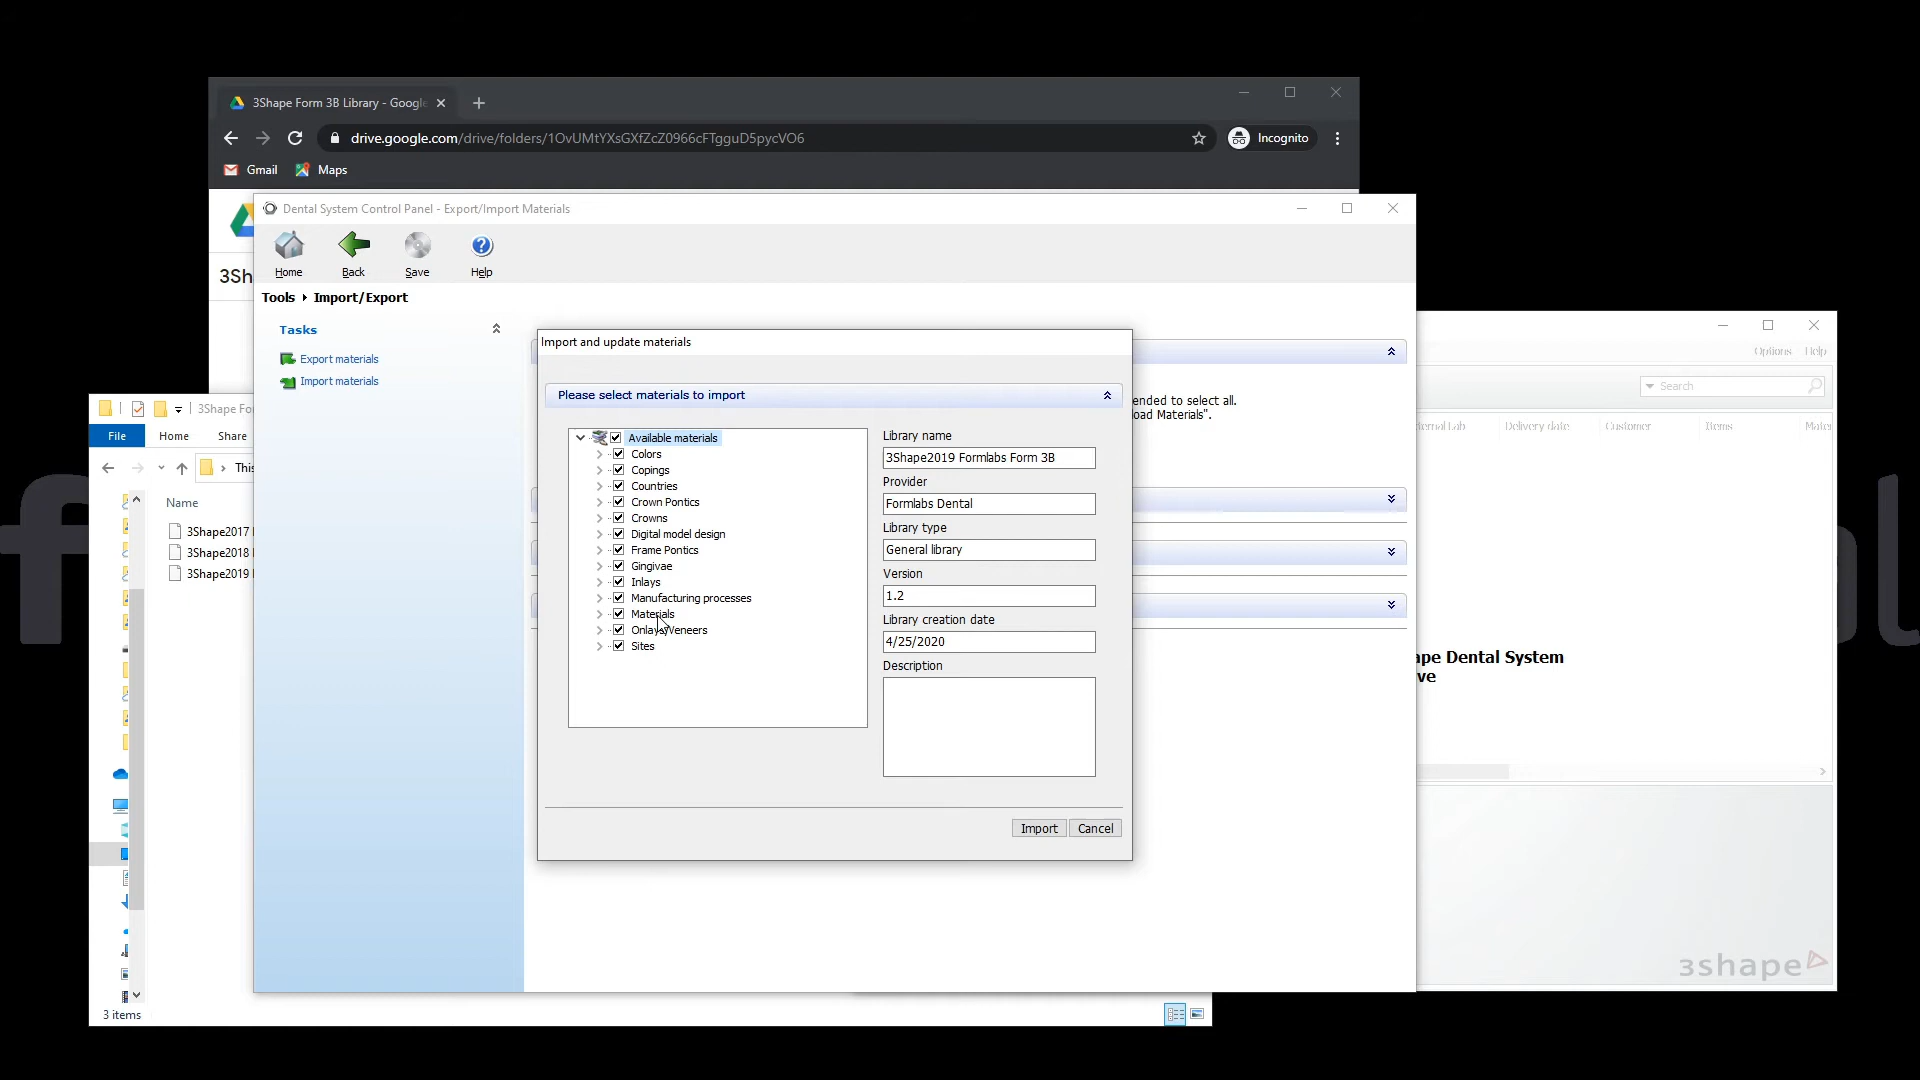 3Shape Form 3B Library - Google
drive.google.com/drive/folders/1OvUMtYXsGXfZcZ0966cFTgguD5pycVO6
Incognito
Gmail
Maps
3Sh
Dental System Control Panel - Export/Import Materials
Home
Back
Save
Help
Tools
Import/Export
Tasks
Export materials
Import materials
ended to select all.
oad Materials".
Import and update materials
Please select materials to import
Available materials
Colors
Copings
Countries
Crown Pontics
Crowns
Digital model design
Frame Pontics
Gingivae
Inlays
Manufacturing processes
Materials
Onlays/Veneers
Sites
Library name
3Shape2019 Formlabs Form 3B
Provider
Formlabs Dental
Library type
General library
Version
1.2
Library creation date
4/25/2020
Description
Import
Cancel
3Shape Fo
File
Home
Share
This
Name
3Shape2017
3Shape2018
3Shape2019
3 items
Options
Help
Search
ternal Lab
Delivery date
Customer
Items
Mater
ape Dental System
ve
3shape